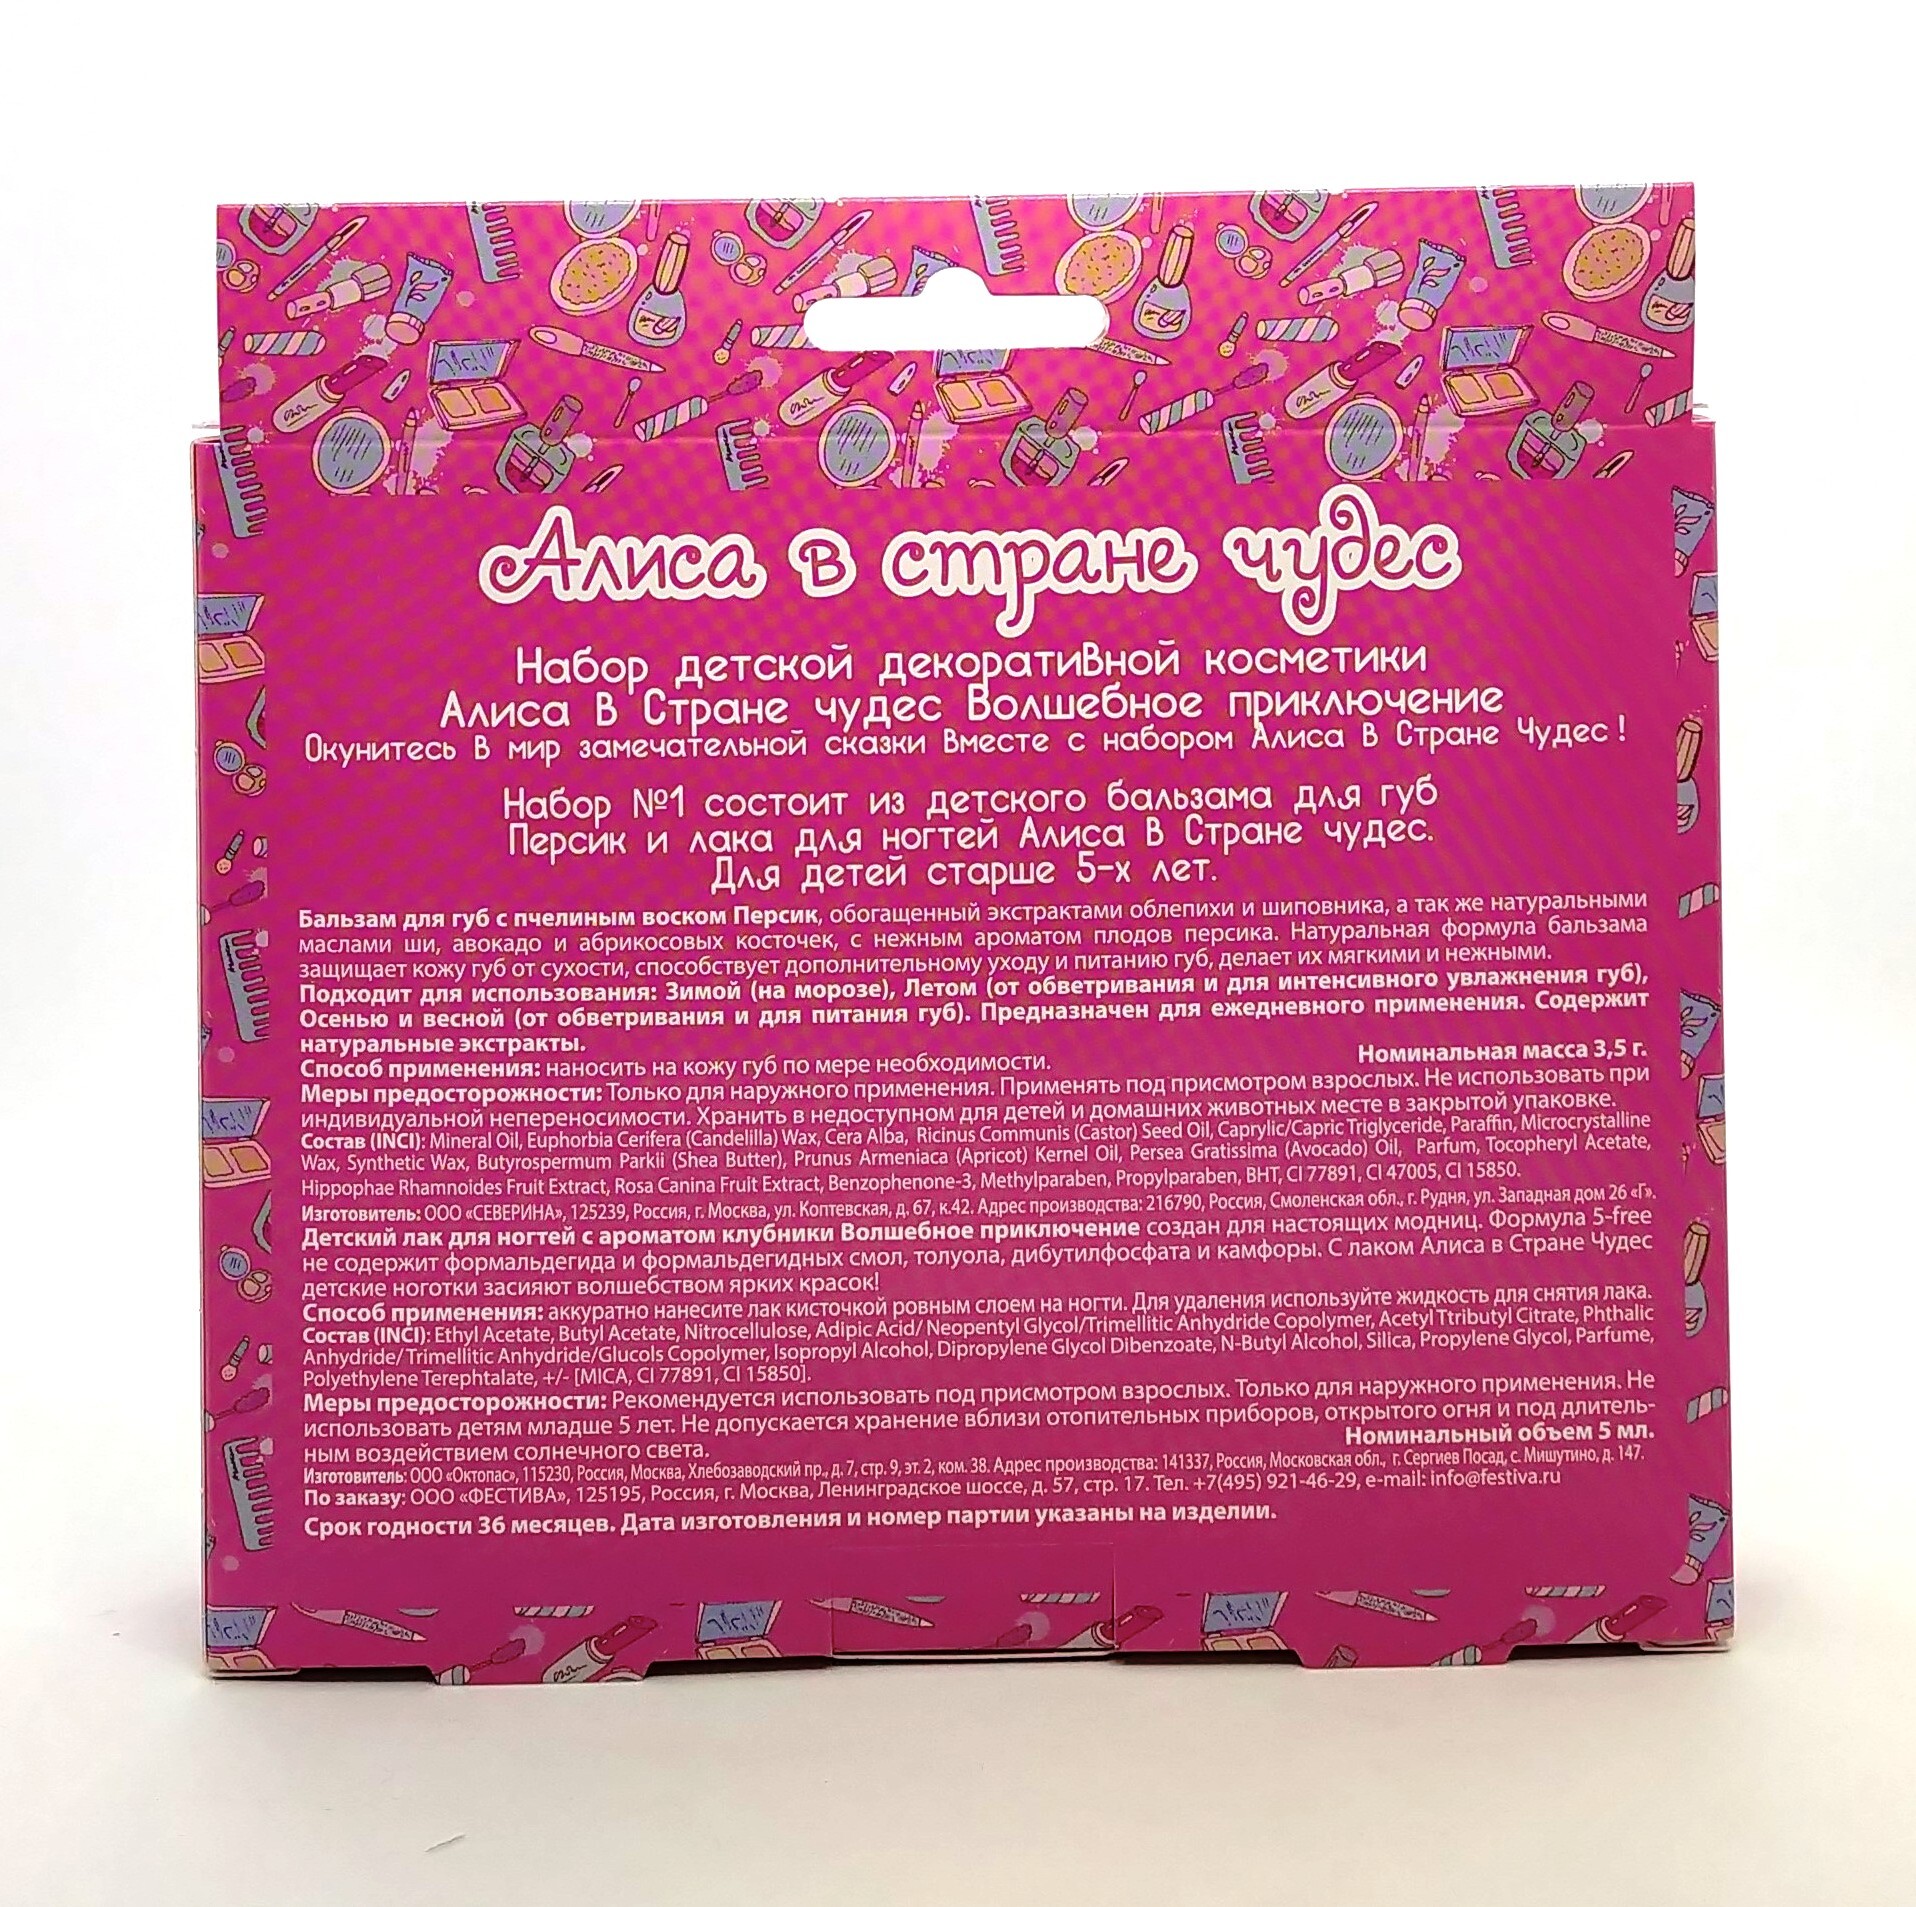 Алиса в стране чудес
Набор детской декоративной косметики
Алиса в Стране чудес Волшебное приключение
Окунитесь в мир замечательной сказки вместе с набором Алиса в Стране Чудес !
Набор №1 состоит из детского бальзама для губ
Персик и лака для ногтей Алиса в Стране чудес.
Для детей старше 5-х лет.
Бальзам для губ с пчелиным воском Персик, обогащенный экстрактами облепихи и шиповника, а так же натуральными
маслами ши, авокадо и абрикосовых косточек, с нежным ароматом плодов персика. Натуральная формула бальзама
защищает кожу губ от сухости, способствует дополнительному уходу и питанию губ, делает их мягкими и нежными.
Подходит для использования: Зимой (на морозе), Летом (от обветривания и для интенсивного увлажнения губ),
Осенью и весной (от обветривания и для питания губ). Предназначен для ежедневного применения. Содержит
натуральные экстракты.
Способ применения: наносить на кожу губ по мере необходимости. Номинальная масса 3,5 г.
Меры предосторожности: Только для наружного применения. Применять под присмотром взрослых. Не использовать при
индивидуальной непереносимости. Хранить в недоступном для детей и домашних животных месте в закрытой упаковке.
Состав (INCI): Mineral Oil, Euphorbia Cerifera (Candelilla) Wax, Cera Alba, Ricinus Communis (Castor) Seed Oil, Caprylic/Capric Triglyceride, Paraffin, Microcrystalline
Wax, Synthetic Wax, Butyrospermum Parkii (Shea Butter), Prunus Armeniaca (Apricot) Kernel Oil, Persea Gratissima (Avocado) Oil, Parfum, Tocopheryl Acetate,
Hippophae Rhamnoides Fruit Extract, Rosa Canina Fruit Extract, Benzophenone-3, Methylparaben, Propylparaben, BHT, CI 77891, CI 47005, CI 15850.
Изготовитель: ООО «СЕВЕРИНА», 125239, Россия, г. Москва, ул. Коптевская, д. 67, к.42. Адрес производства: 216790, Россия, Смоленская обл., г. Рудня, ул. Западная дом 26 «Г».
Детский лак для ногтей с ароматом клубники Волшебное приключение создан для настоящих модниц. Формула 5-free
не содержит формальдегида и формальдегидных смол, толуола, дибутилфосфата и камфоры. С лаком Алиса в Стране Чудес
детские ноготки засияют волшебством ярких красок!
Способ применения: аккуратно нанесите лак кисточкой ровным слоем на ногти. Для удаления используйте жидкость для снятия лака.
Состав (INCI): Ethyl Acetate, Butyl Acetate, Nitrocellulose, Adipic Acid/ Neopentyl Glycol/Trimellitic Anhydride Copolymer, Acetyl Ttributyl Citrate, Phthalic
Anhydride/ Trimellitic Anhydride/Glucols Copolymer, Isopropyl Alcohol, Dipropylene Glycol Dibenzoate, N-Butyl Alcohol, Silica, Propylene Glycol, Parfume,
Polyethylene Terephtalate, +/- [MICA, CI 77891, CI 15850].
Меры предосторожности: Рекомендуется использовать под присмотром взрослых. Только для наружного применения. Не
использовать детям младше 5 лет. Не допускается хранение вблизи отопительных приборов, открытого огня и под длитель-
ным воздействием солнечного света. Номинальный объем 5 мл.
Изготовитель: ООО «Октопас», 115230, Россия, Москва, Хлебозаводский пр., д. 7, стр. 9, эт. 2, ком. 38. Адрес производства: 141337, Россия, Московская обл., г. Сергиев Посад, с. Мишутино, д. 147.
По заказу: ООО «ФЕСТИВА», 125195, Россия, г. Москва, Ленинградское шоссе, д. 57, стр. 17. Тел. +7(495) 921-46-29, e-mail: info@festiva.ru
Срок годности 36 месяцев. Дата изготовления и номер партии указаны на изделии.